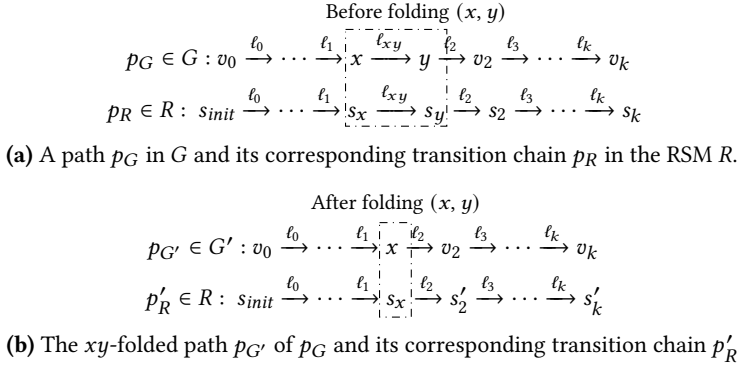 Before folding (x, y)
p_G ∈ G : v_0 —ℓ_0→ ⋯ —ℓ_1→ x —ℓ_xy→ y —ℓ_2→ v_2 —ℓ_3→ ⋯ —ℓ_k→ v_k
p_R ∈ R : s_init —ℓ_0→ ⋯ —ℓ_1→ s_x —ℓ_xy→ s_y —ℓ_2→ s_2 —ℓ_3→ ⋯ —ℓ_k→ s_k
(a) A path p_G in G and its corresponding transition chain p_R in the RSM R.
After folding (x, y)
p_G′ ∈ G′ : v_0 —ℓ_0→ ⋯ —ℓ_1→ x —ℓ_2→ v_2 —ℓ_3→ ⋯ —ℓ_k→ v_k
p′_R ∈ R : s_init —ℓ_0→ ⋯ —ℓ_1→ s_x —ℓ_2→ s′_2 —ℓ_3→ ⋯ —ℓ_k→ s′_k
(b) The xy-folded path p_G′ of p_G and its corresponding transition chain p′_R